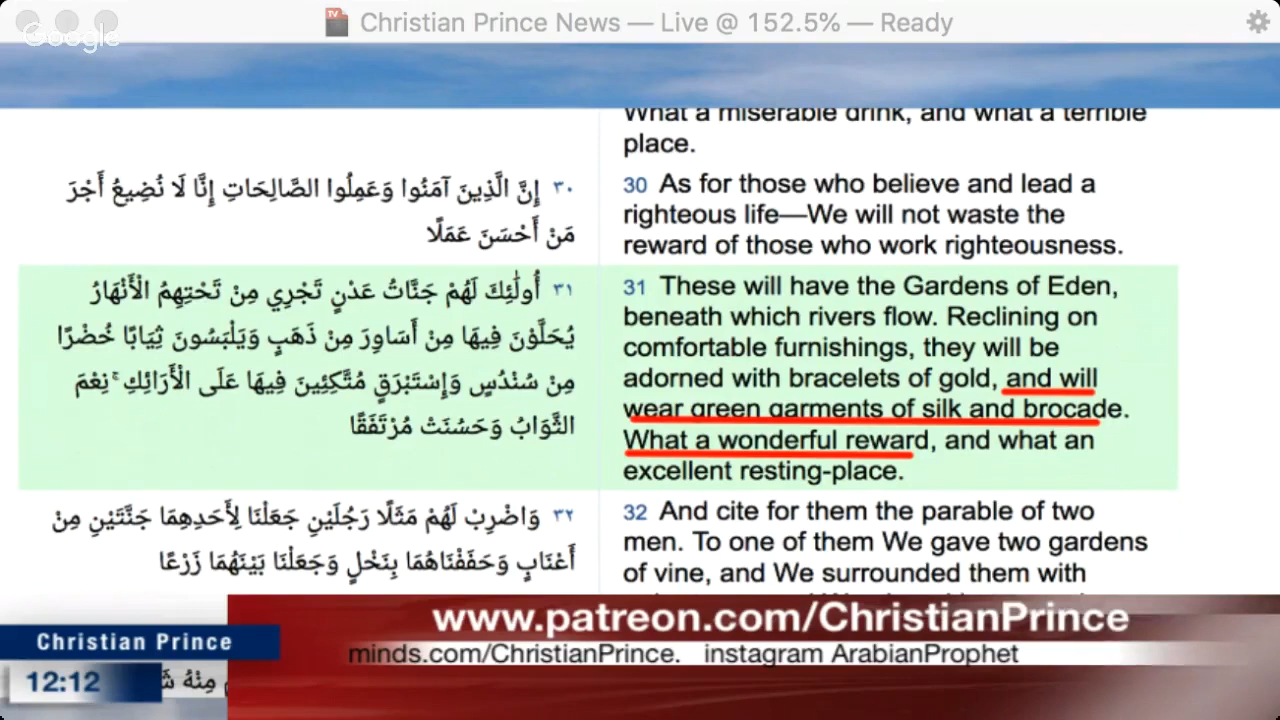 Christian Prince News — Live @ 152.5% — Ready
Google
What a miserable drink, and what a terrible
place.
٣٠ إِنَّ الَّذِينَ آمَنُوا وَعَمِلُوا الصَّالِحَاتِ إِنَّا لَا نُضِيعُ أَجْرَ
مَنْ أَحْسَنَ عَمَلًا
30 As for those who believe and lead a
righteous life—We will not waste the
reward of those who work righteousness.
٣١ أُولَٰئِكَ لَهُمْ جَنَّاتُ عَدْنٍ تَجْرِي مِنْ تَحْتِهِمُ الْأَنْهَارُ
يُحَلَّوْنَ فِيهَا مِنْ أَسَاوِرَ مِنْ ذَهَبٍ وَيَلْبَسُونَ ثِيَابًا خُضْرًا
مِنْ سُنْدُسٍ وَإِسْتَبْرَقٍ مُتَّكِئِينَ فِيهَا عَلَى الْأَرَائِكِ ۚ نِعْمَ
الثَّوَابُ وَحَسُنَتْ مُرْتَفَقًا
31 These will have the Gardens of Eden,
beneath which rivers flow. Reclining on
comfortable furnishings, they will be
adorned with bracelets of gold, and will
wear green garments of silk and brocade.
What a wonderful reward, and what an
excellent resting-place.
٣٢ وَاضْرِبْ لَهُمْ مَثَلًا رَجُلَيْنِ جَعَلْنَا لِأَحَدِهِمَا جَنَّتَيْنِ مِنْ
أَعْنَابٍ وَحَفَفْنَاهُمَا بِنَخْلٍ وَجَعَلْنَا بَيْنَهُمَا زَرْعًا
32 And cite for them the parable of two
men. To one of them We gave two gardens
of vine, and We surrounded them with
www.patreon.com/ChristianPrince
Christian Prince
minds.com/ChristianPrince. instagram ArabianProphet
12:12
مِنْهُ